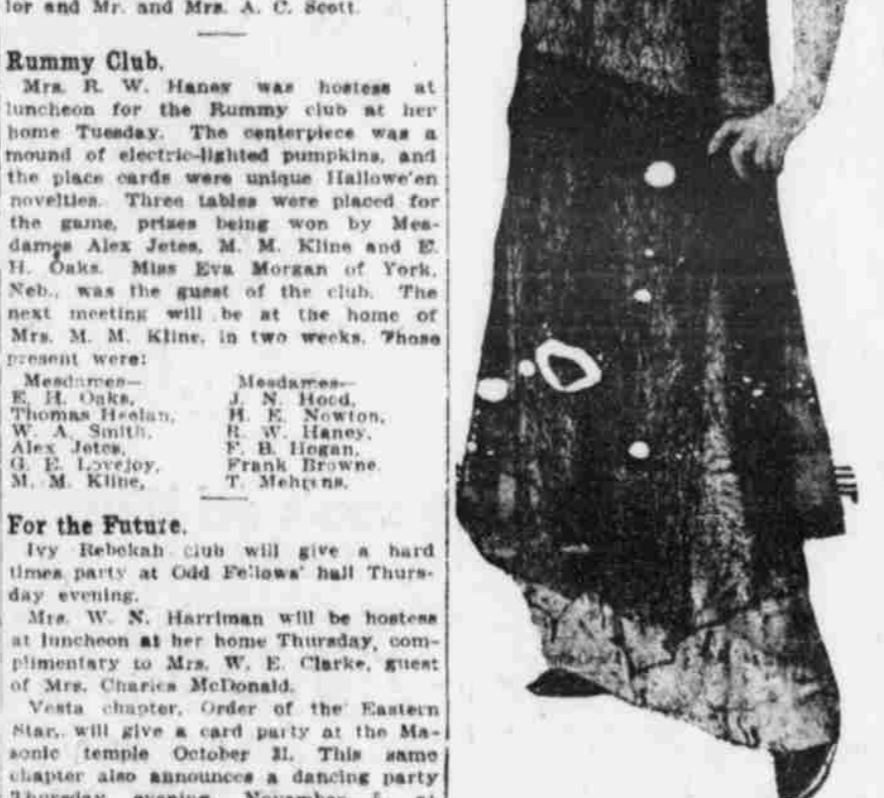 lor and Mr. and Mrs. A. C. Scott.
Rummy Club.
Mrs. R. W. Haney was hostess at
luncheon for the Rummy club at her
home Tuesday. The centerpiece was a
mound of electric-lighted pumpkins, and
the place cards were unique Hallowe'en
novelties. Three tables were placed for
the game, prizes being won by Mes-
dames Alex Jetes, M. M. Kline and E.
H. Oaks. Miss Eva Morgan of York,
Neb., was the guest of the club. The
next meeting will be at the home of
Mrs. M. M. Kline, in two weeks. Those
present were:
Mesdames— Mesdames—
E. H. Oaks, J. N. Hood,
Thomas Heelan, H. E. Newton,
W. A. Smith, R. W. Haney,
Alex Jetes, F. B. Hogan,
G. E. Lovejoy, Frank Browne.
M. M. Kline, T. Mehrens.
For the Future.
Ivy Rebekah club will give a hard
times party at Odd Fellows' hall Thurs-
day evening.
Mrs. W. N. Harriman will be hostess
at luncheon at her home Thursday, com-
plimentary to Mrs. W. E. Clarke, guest
of Mrs. Charles McDonald.
Vesta chapter, Order of the Eastern
Star, will give a card party at the Ma-
sonic temple October 31. This same
chapter also announces a dancing party
Thursday evening, November 5, at